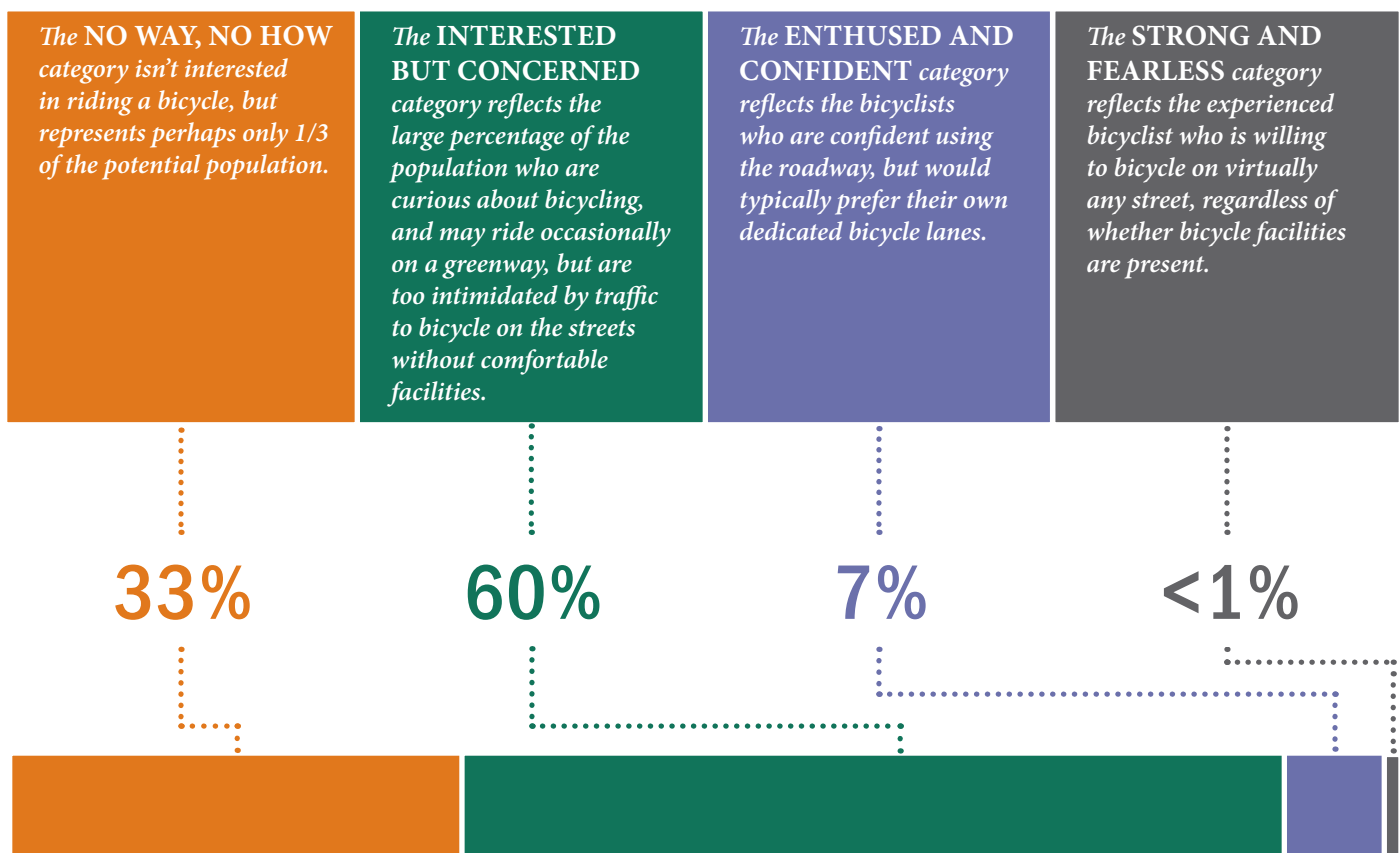 The NO WAY, NO HOW
category isn’t interested
in riding a bicycle, but
represents perhaps only 1/3
of the potential population.
The INTERESTED
BUT CONCERNED
category reflects the
large percentage of the
population who are
curious about bicycling,
and may ride occasionally
on a greenway, but are
too intimidated by traffic
to bicycle on the streets
without comfortable
facilities.
The ENTHUSED AND
CONFIDENT category
reflects the bicyclists
who are confident using
the roadway, but would
typically prefer their own
dedicated bicycle lanes.
The STRONG AND
FEARLESS category
reflects the experienced
bicyclist who is willing
to bicycle on virtually
any street, regardless of
whether bicycle facilities
are present.
33%
60%
7%
<1%